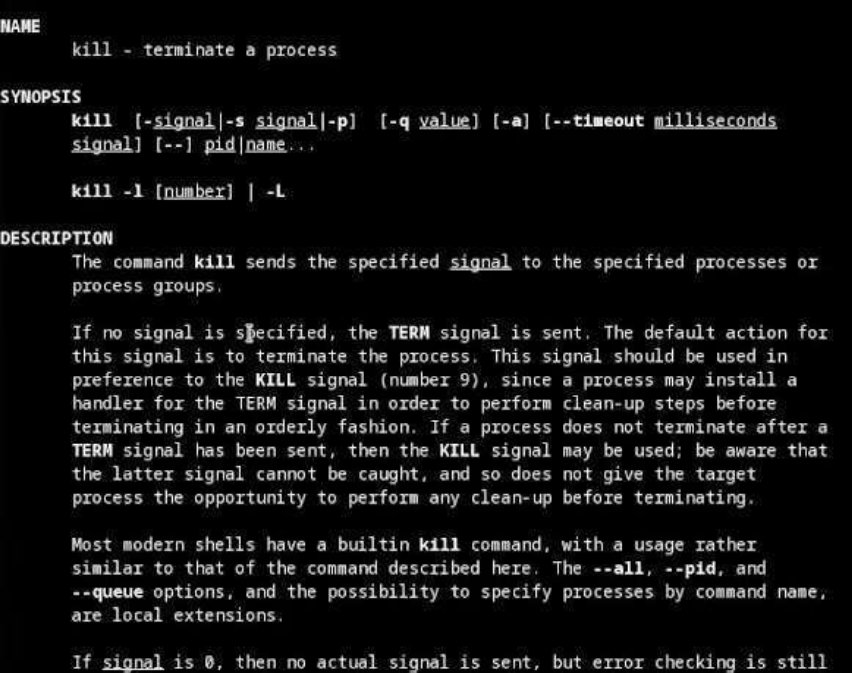 NAME
kill - terminate a process
SYNOPSIS
kill [-signal|-s signal|-p] [-q value] [-a] [--timeout milliseconds
signal] [--] pid|name...
kill -l [number] | -L
DESCRIPTION
The command kill sends the specified signal to the specified processes or
process groups.
If no signal is specified, the TERM signal is sent. The default action for
this signal is to terminate the process. This signal should be used in
preference to the KILL signal (number 9), since a process may install a
handler for the TERM signal in order to perform clean-up steps before
terminating in an orderly fashion. If a process does not terminate after a
TERM signal has been sent, then the KILL signal may be used; be aware that
the latter signal cannot be caught, and so does not give the target
process the opportunity to perform any clean-up before terminating.
Most modern shells have a builtin kill command, with a usage rather
similar to that of the command described here. The --all, --pid, and
--queue options, and the possibility to specify processes by command name,
are local extensions.
If signal is 0, then no actual signal is sent, but error checking is still